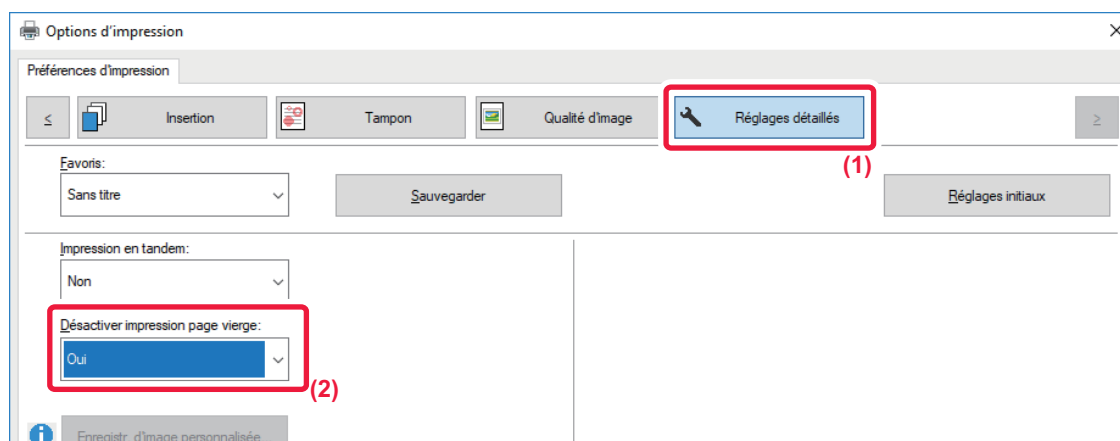 Options d'impression
Préférences d'impression
< Insertion Tampon Qualité d'image Réglages détaillés >
(1)
Favoris:
Sans titre Sauvegarder Réglages initiaux
Impression en tandem:
Non
Désactiver impression page vierge:
Oui
(2)
Enregistr. d'image personnalisée